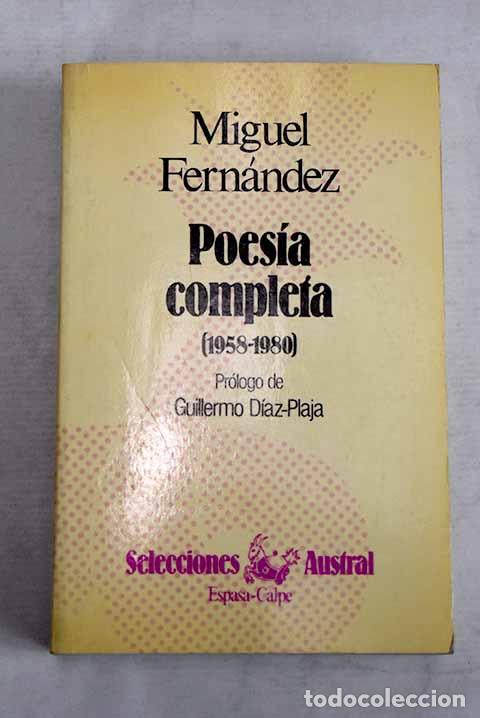 Miguel
Fernández
Poesía
completa
(1958-1980)
Prólogo de
Guillermo Díaz-Plaja
Selecciones Austral
Espasa-Calpe
todocoleccion